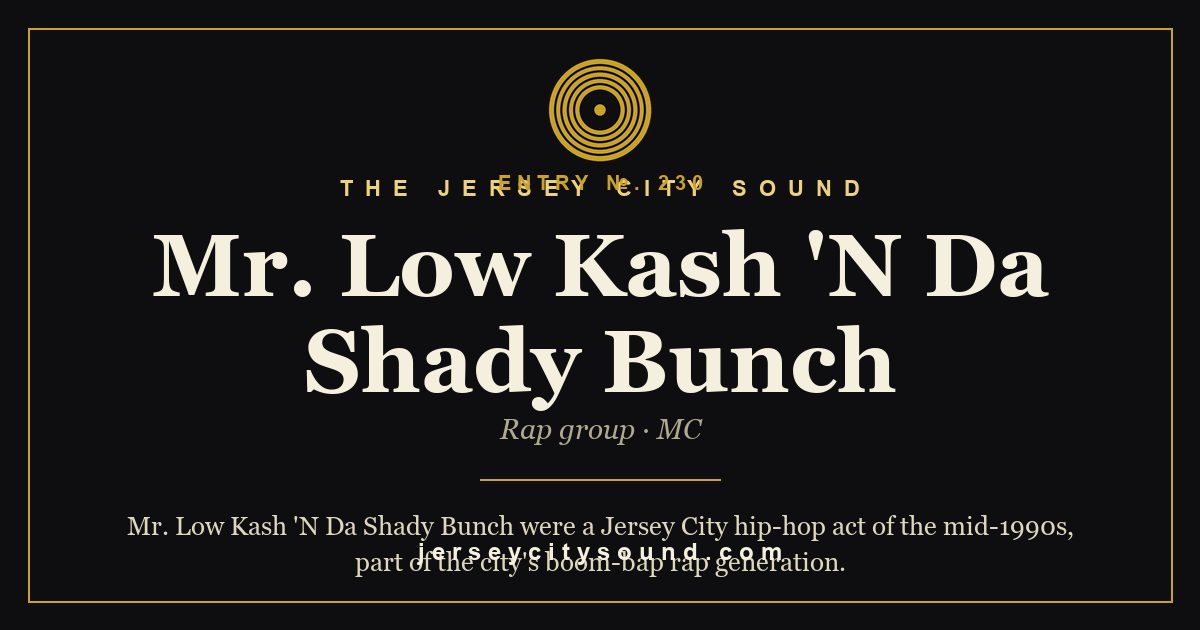 ENTRY №. 230
THE JERSEY CITY SOUND
Mr. Low Kash 'N Da
Shady Bunch
Rap group · MC
Mr. Low Kash 'N Da Shady Bunch were a Jersey City hip-hop act of the mid-1990s,
jerseycitysound.com
part of the city's boom-bap rap generation.